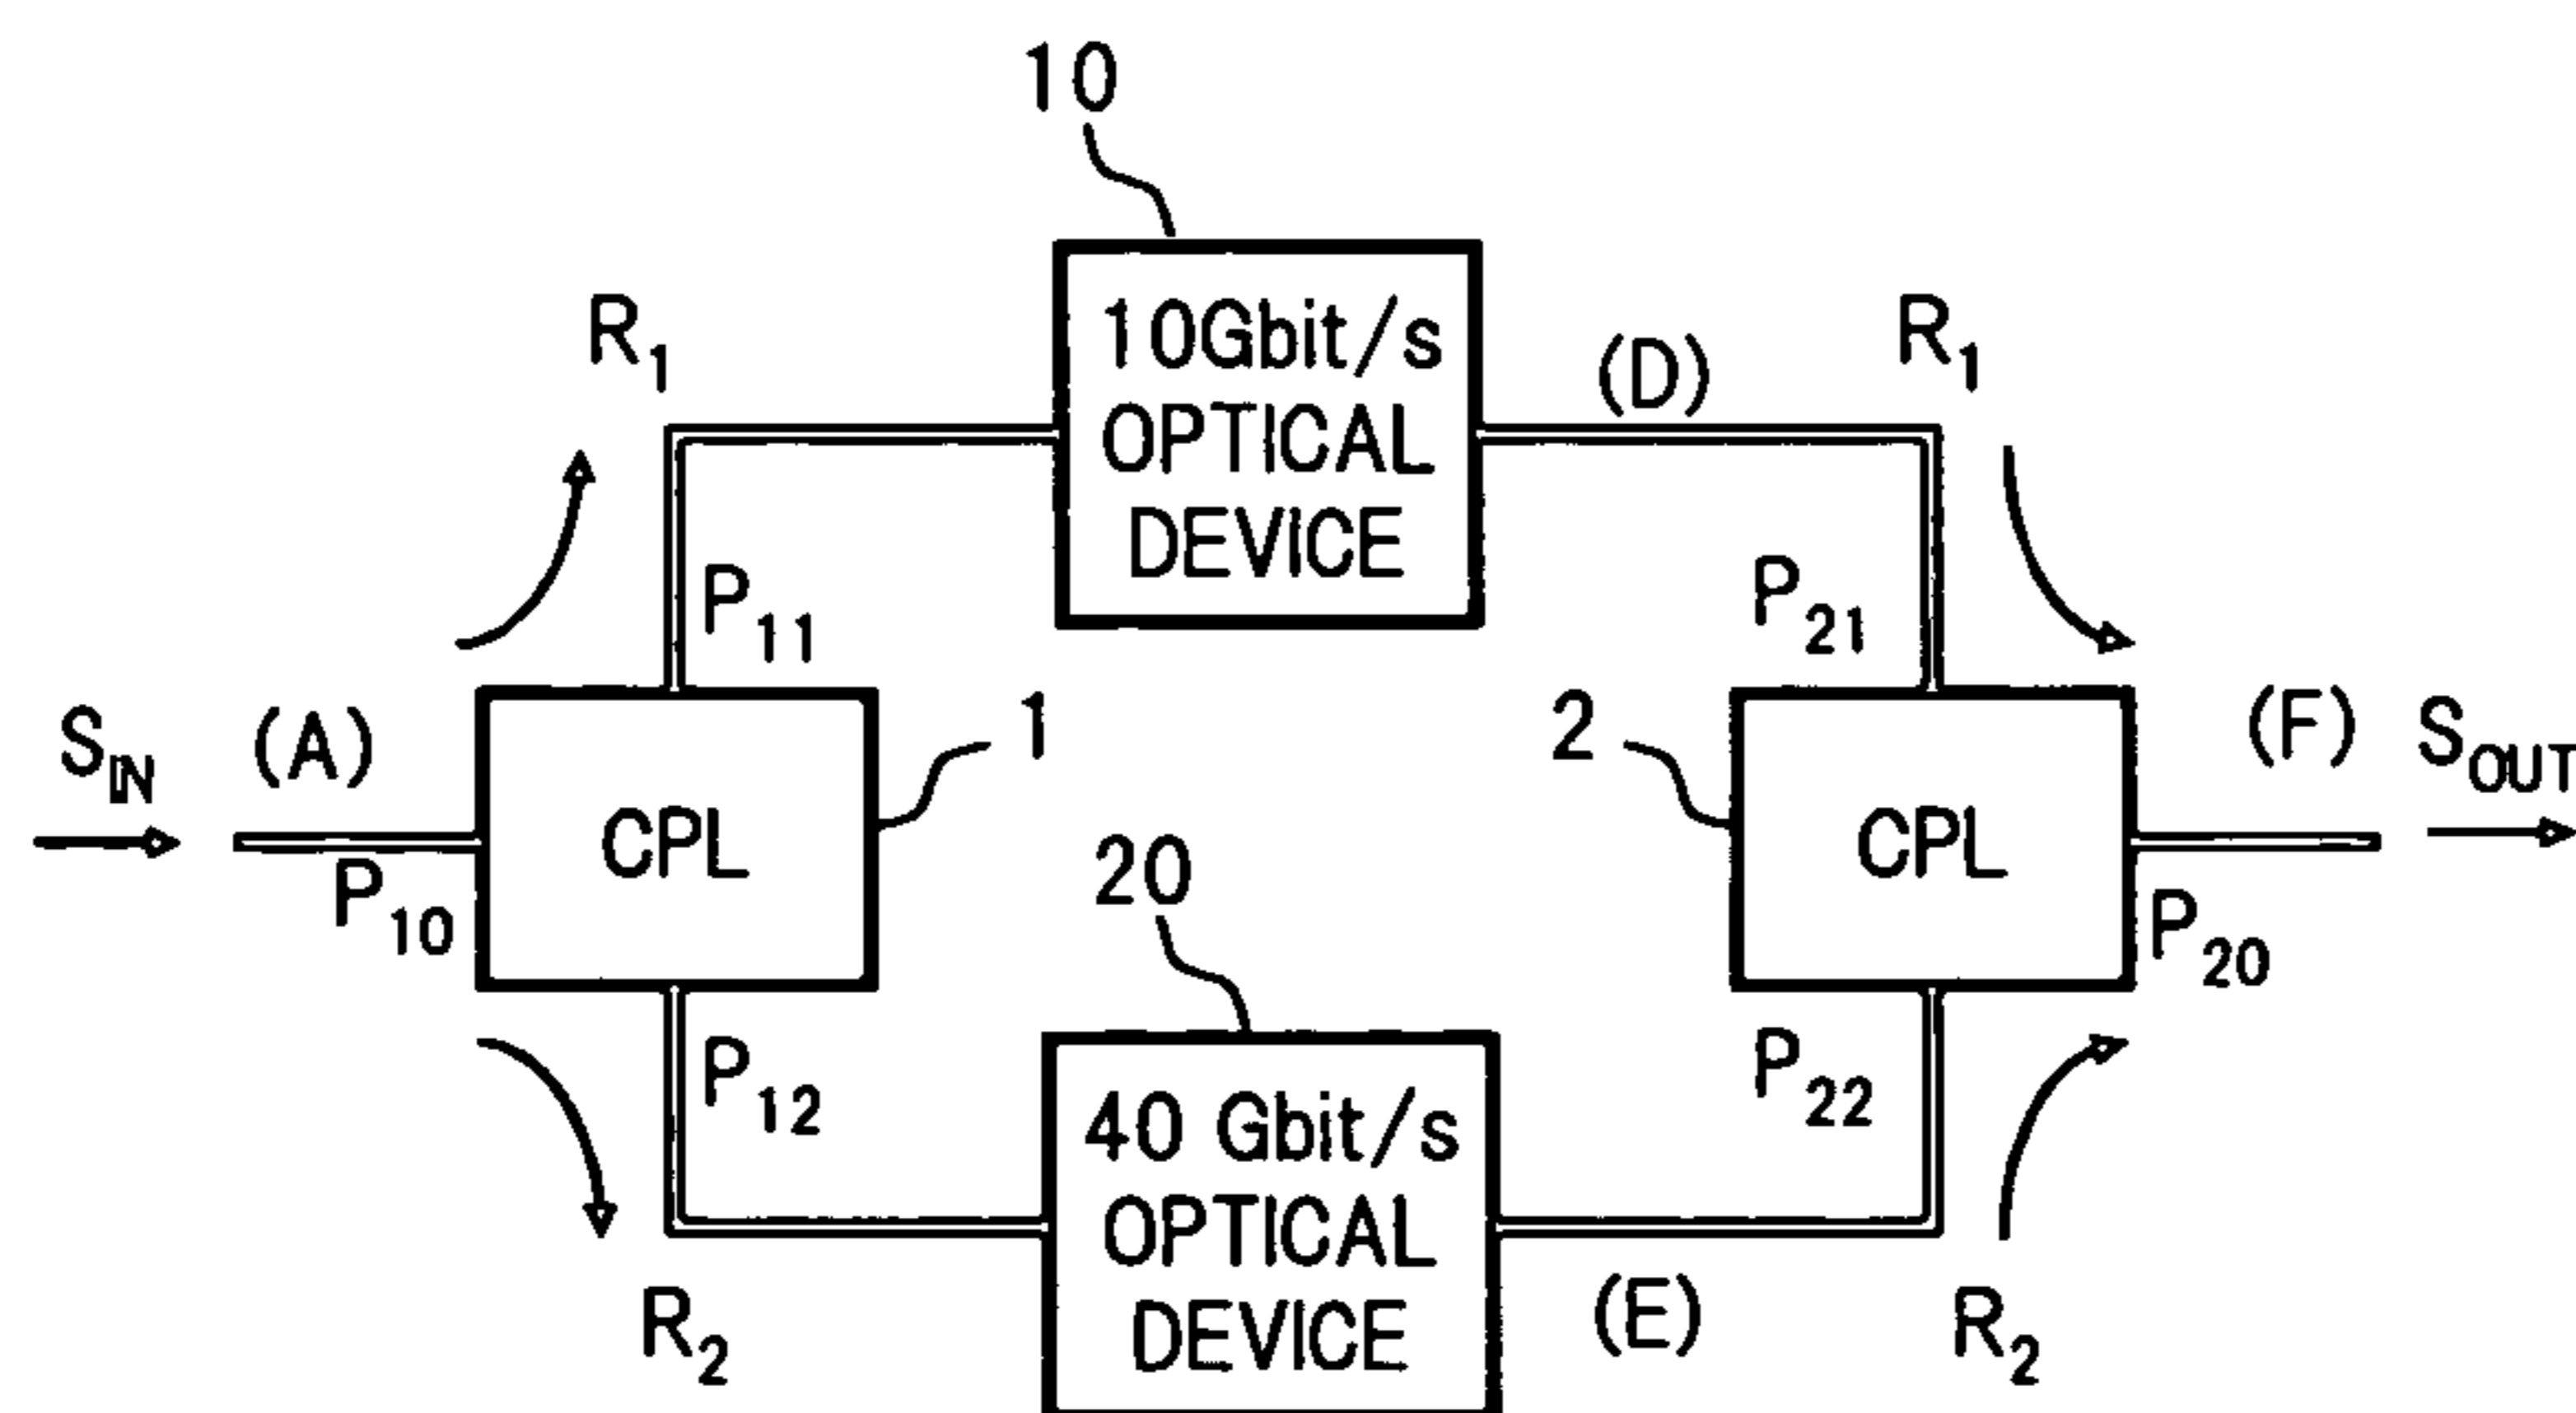 10
10Gbit/s
OPTICAL
DEVICE
R1
(D)
R1
P11
P21
SIN
(A)
CPL
1
2
CPL
(F)
SOUT
P10
P20
20
P12
P22
40 Gbit/s
OPTICAL
DEVICE
R2
(E)
R2